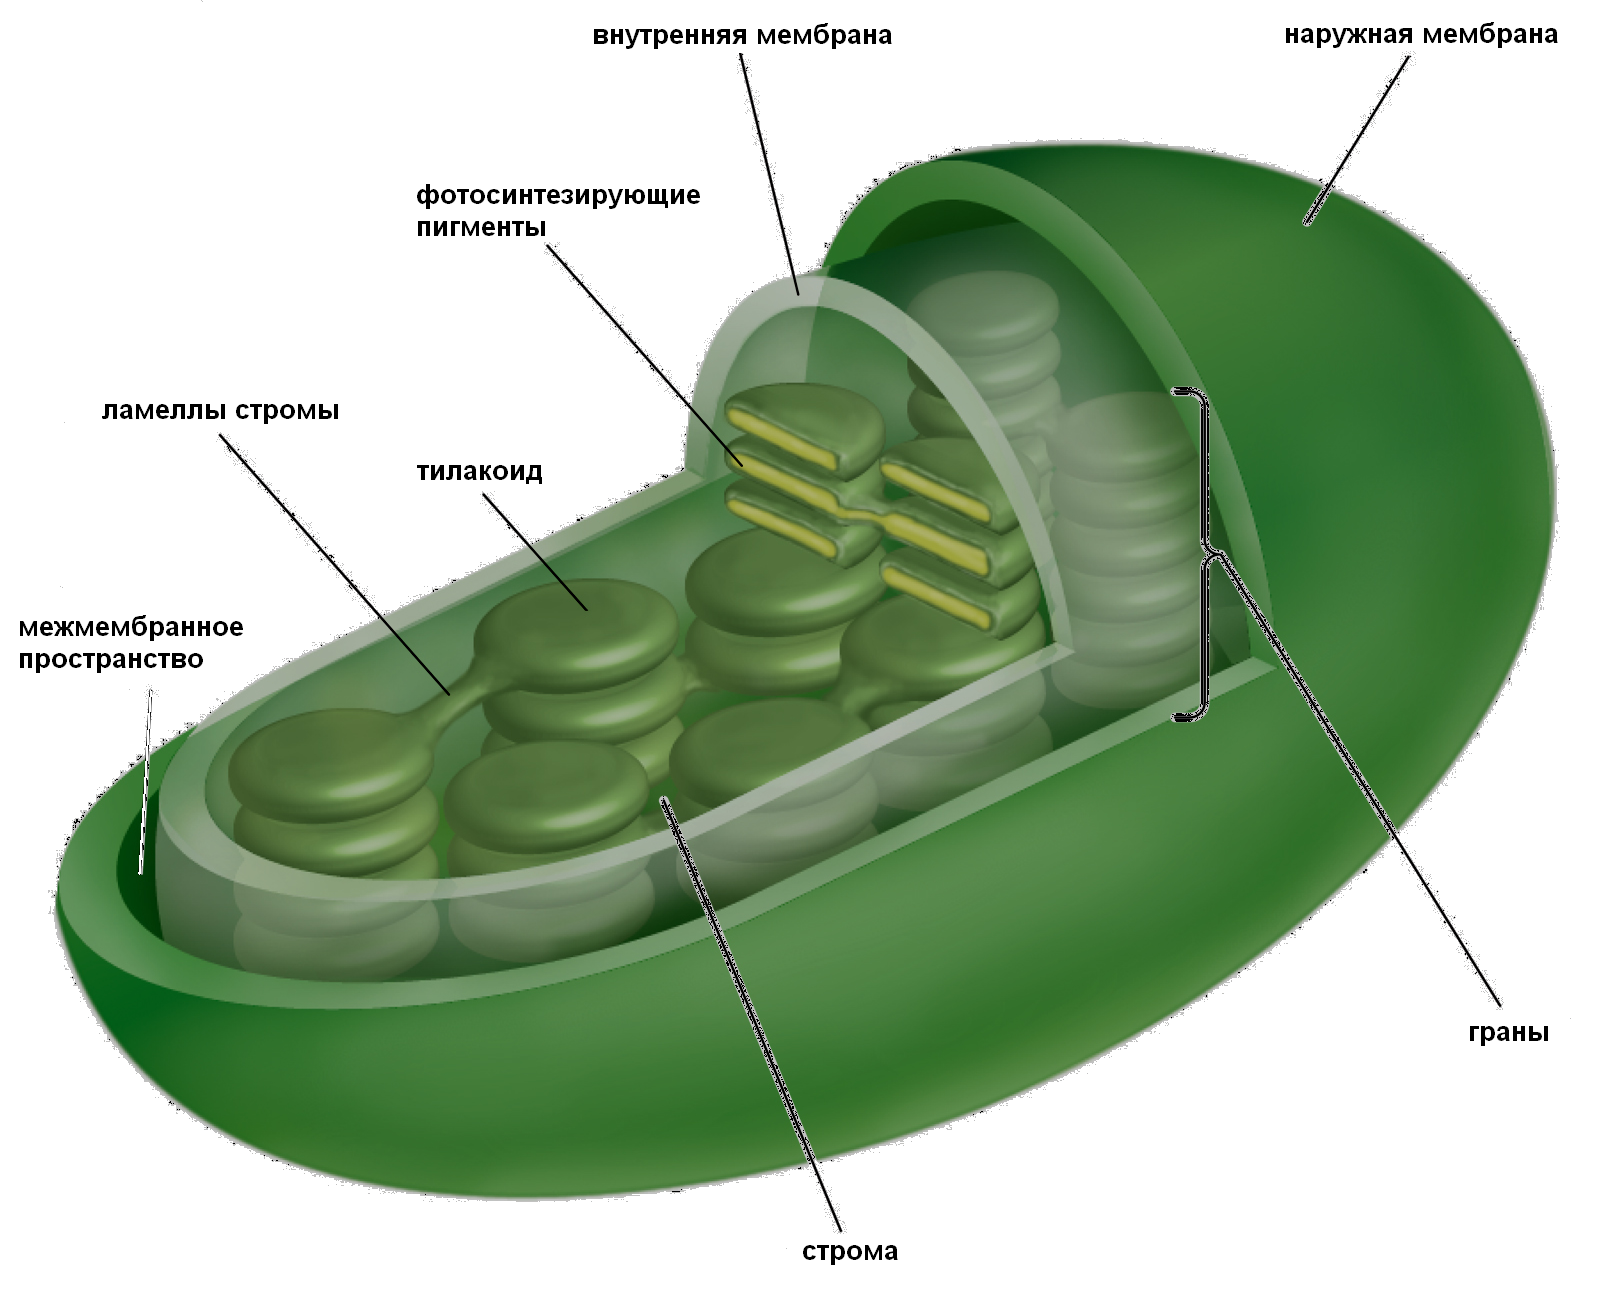 внутренняя мембрана
наружная мембрана
фотосинтезирующие
пигменты
ламеллы стромы
тилакоид
межмембранное
пространство
граны
строма